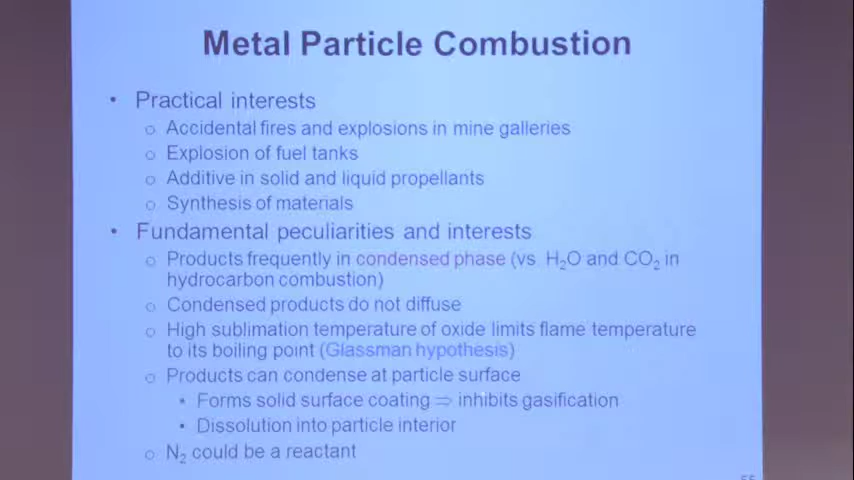 Metal Particle Combustion
• Practical interests
o Accidental fires and explosions in mine galleries
o Explosion of fuel tanks
o Additive in solid and liquid propellants
o Synthesis of materials
• Fundamental peculiarities and interests
o Products frequently in condensed phase (vs. H₂O and CO₂ in
hydrocarbon combustion)
o Condensed products do not diffuse
o High sublimation temperature of oxide limits flame temperature
to its boiling point (Glassman hypothesis)
o Products can condense at particle surface
• Forms solid surface coating ⇒ inhibits gasification
• Dissolution into particle interior
o N₂ could be a reactant